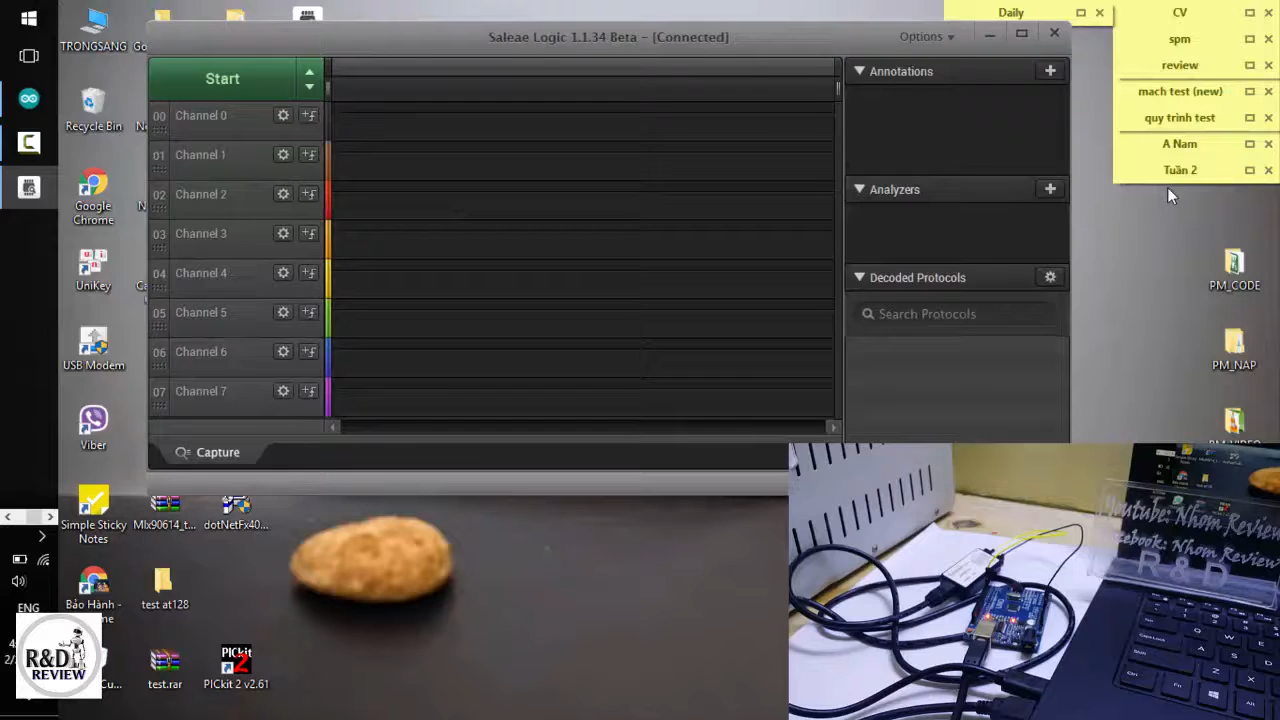 TRONGSANG
Recycle Bin
Google
Chrome
UniKey
USB Modem
Viber
Simple Sticky
Notes
Mlx90614_t...
dotNetFx40...
Bảo Hành -
test at128
test.rar
PICkit 2 v2.61
PICkit
2
ENG
R&D
REVIEW
Saleae Logic 1.1.34 Beta - [Connected]
Options
Start
00 Channel 0
01 Channel 1
02 Channel 2
03 Channel 3
04 Channel 4
05 Channel 5
06 Channel 6
07 Channel 7
Capture
Annotations
Analyzers
Decoded Protocols
Search Protocols
Daily
CV
spm
review
mach test (new)
quy trình test
A Nam
Tuần 2
PM_CODE
PM_NAP
Youtube: Nhom Review
Nhom Review
R & D